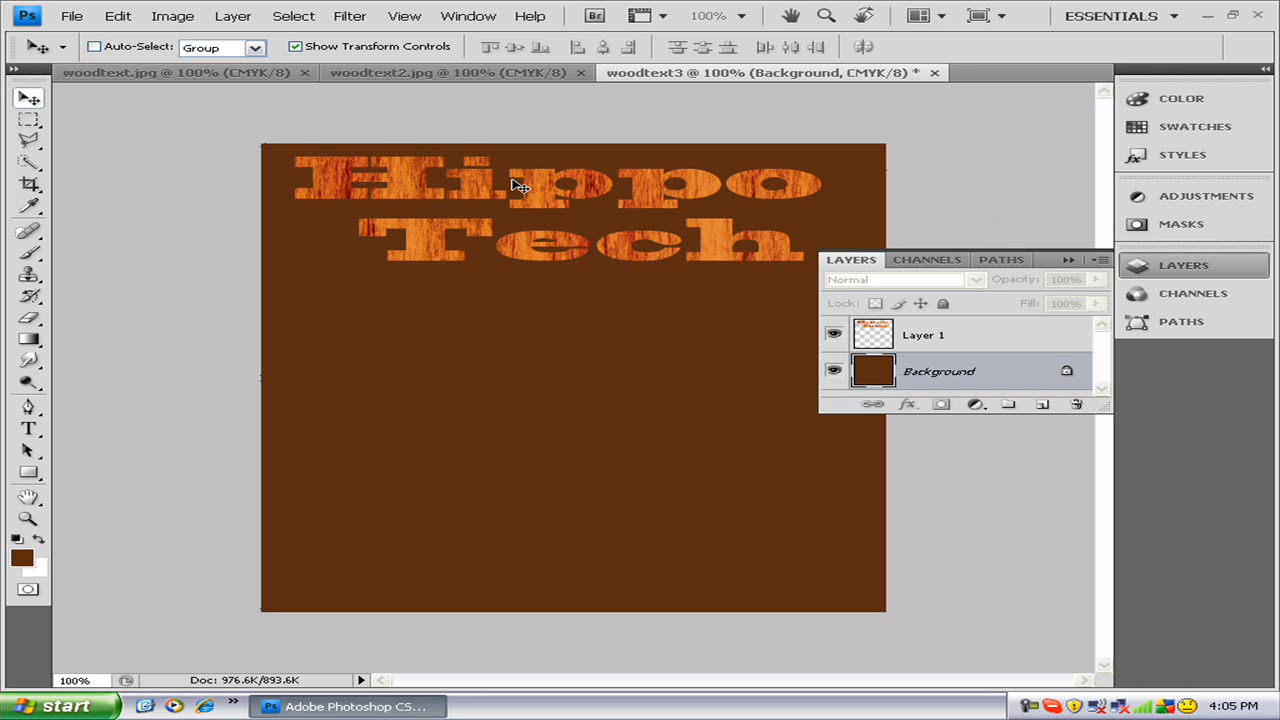 Ps File Edit Image Layer Select Filter View Window Help Br 100% ESSENTIALS
Auto-Select: Group Show Transform Controls
woodtext.jpg @ 100% (CMYK/8) woodtext2.jpg @ 100% (CMYK/8) woodtext3 @ 100% (Background, CMYK/8) *
COLOR
SWATCHES
STYLES
ADJUSTMENTS
MASKS
LAYERS
CHANNELS
PATHS
Hippo
Tech
LAYERS CHANNELS PATHS
Normal Opacity: 100%
Lock: Fill: 100%
Layer 1
Background
fx
T
100% Doc: 976.6K/893.6K
start Ps Adobe Photoshop CS... 4:05 PM